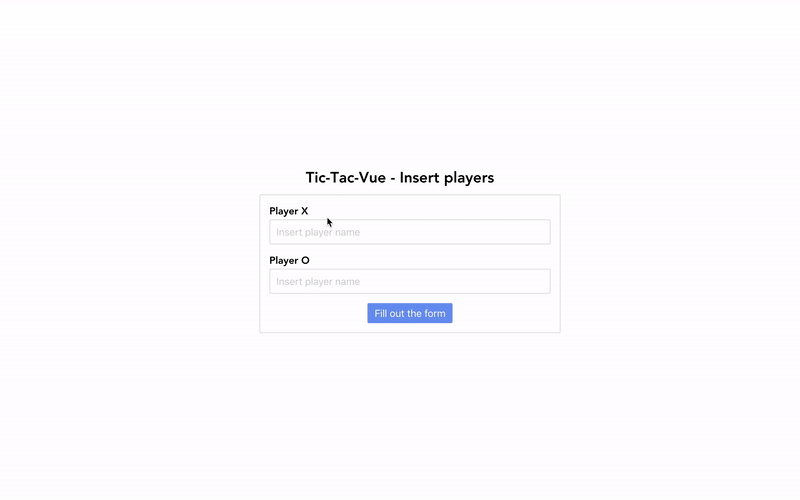 Tic-Tac-Vue - Insert players
Player X
Insert player name
Player O
Insert player name
Fill out the form